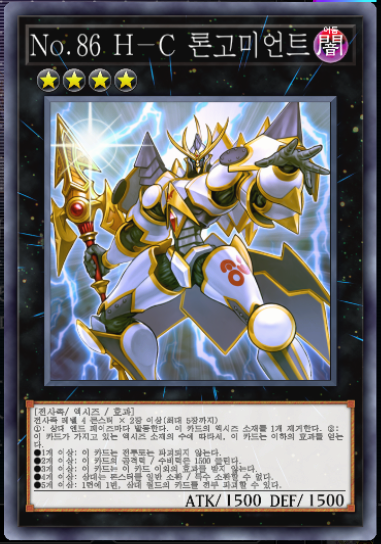 No.86 H-C 론고미언트
어둠
闇
[전사족/ 엑시즈 / 효과]
전사족 레벨 4 몬스터 × 2장 이상(최대 5장까지)
①: 상대 엔드 페이즈마다 발동한다. 이 카드의 엑시즈 소재를 1개 제거한다. ②:
이 카드가 가지고 있는 엑시즈 소재의 수에 따라서, 이 카드는 이하의 효과를 얻는
다.
●1개 이상: 이 카드는 전투로는 파괴되지 않는다.
●2개 이상: 이 카드의 공격력 / 수비력은 1500 올린다.
●3개 이상: 이 카드는 이 카드 이외의 효과를 받지 않는다.
●4개 이상: 상대는 몬스터를 일반 소환 / 특수 소환할 수 없다.
●5개 이상: 1턴에 1번, 상대 필드의 카드를 전부 파괴할 수 있다.
ATK/ 1500 DEF/ 1500